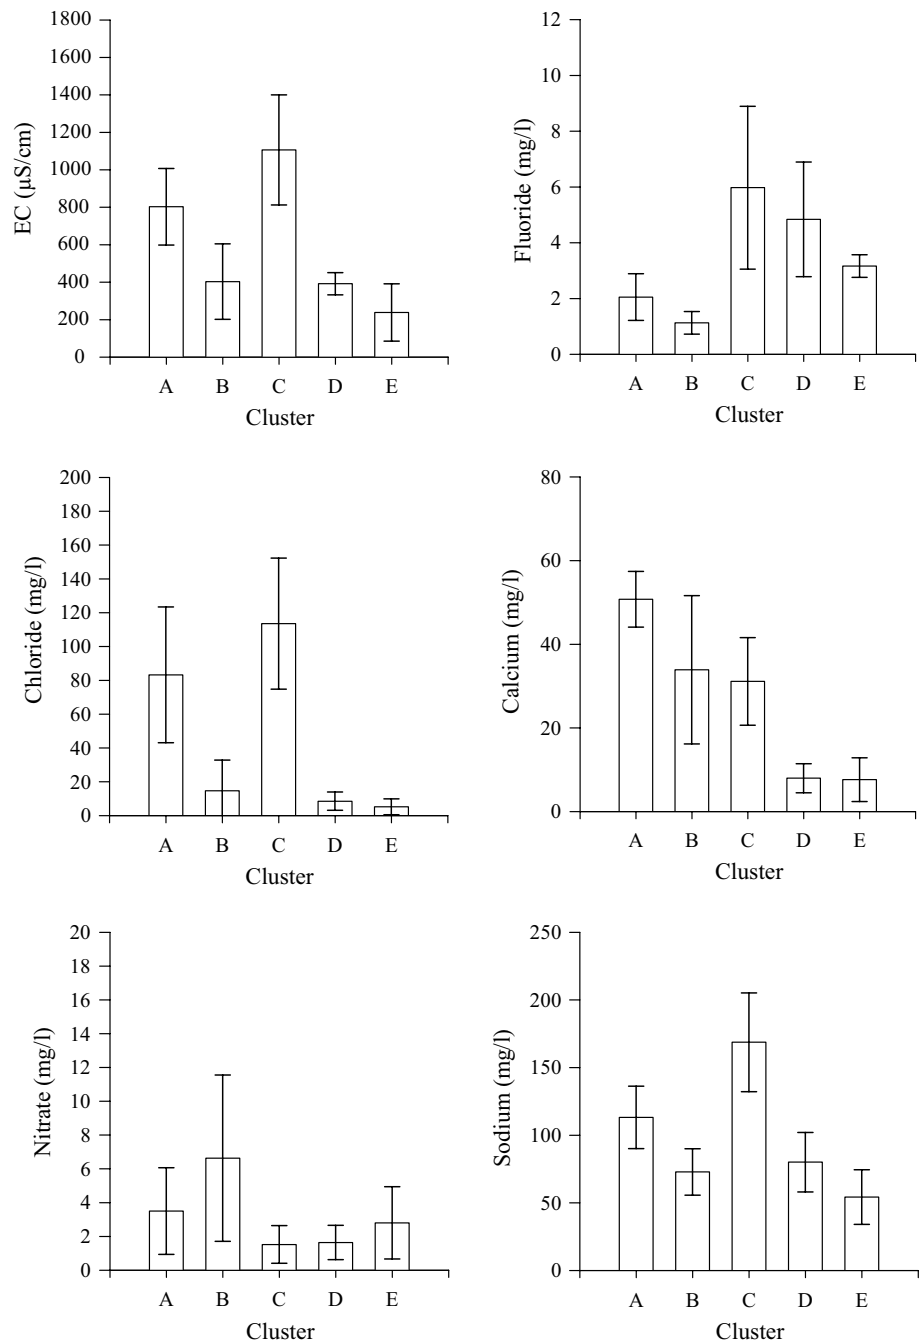 EC (µS/cm)
1800
1600
1400
1200
1000
800
600
400
200
0
A B C D E
Cluster
Fluoride (mg/l)
12
10
8
6
4
2
0
A B C D E
Cluster
Chloride (mg/l)
200
180
160
140
120
100
80
60
40
20
0
A B C D E
Cluster
Calcium (mg/l)
80
60
40
20
0
A B C D E
Cluster
Nitrate (mg/l)
20
18
16
14
12
10
8
6
4
2
0
A B C D E
Cluster
Sodium (mg/l)
250
200
150
100
50
0
A B C D E
Cluster